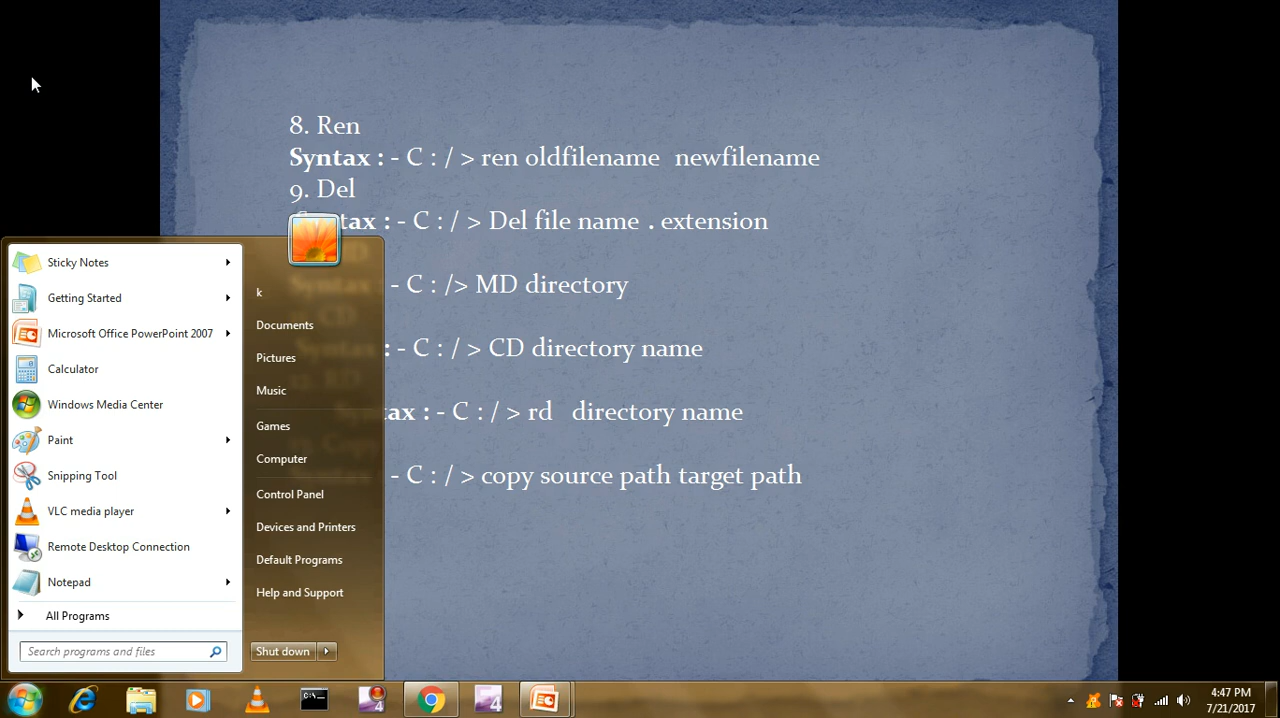 8. Ren
Syntax : - C : / > ren oldfilename newfilename
9. Del
tax : - C : / > Del file name . extension
- C : /> MD directory
: - C : / > CD directory name
tax : - C : / > rd directory name
- C : / > copy source path target path
Sticky Notes
Getting Started
Microsoft Office PowerPoint 2007
Calculator
Windows Media Center
Paint
Snipping Tool
VLC media player
Remote Desktop Connection
Notepad
All Programs
Search programs and files
k
Documents
Pictures
Music
Games
Computer
Control Panel
Devices and Printers
Default Programs
Help and Support
Shut down
4:47 PM
7/21/2017